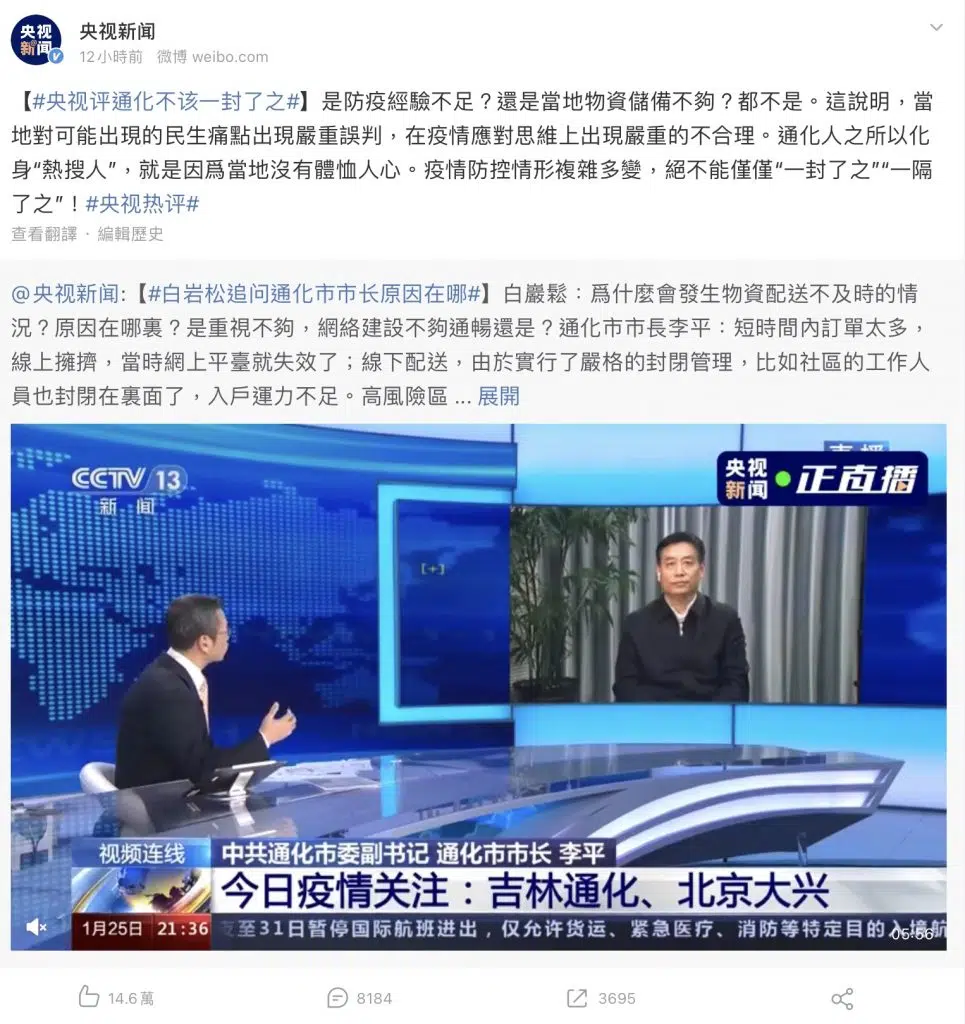 央视新闻
央视
新闻
12小時前 微博 weibo.com
【#央视评通化不该一封了之#】是防疫經驗不足？還是當地物資儲備不夠？都不是。這說明，當
地對可能出現的民生痛點出現嚴重誤判，在疫情應對思維上出現嚴重的不合理。通化人之所以化
身“熱搜人”，就是因爲當地沒有體恤人心。疫情防控情形複雜多變，絕不能僅僅“一封了之”“一隔
了之”！#央视热评#
查看翻譯 · 編輯歷史
@央视新闻:【#白岩松追问通化市市长原因在哪#】白巖鬆：爲什麼會發生物資配送不及時的情
況？原因在哪裏？是重視不夠，網絡建設不夠通暢還是？通化市市長李平：短時間內訂單太多，
線上擁擠，當時網上平臺就失效了；線下配送，由於實行了嚴格的封閉管理，比如社區的工作人
員也封閉在裏面了，入戶運力不足。高風險區 ... 展開
CCTV 13
新闻
央视
新闻
正直播
[+]
视频连线
中共通化市委副书记 通化市市长 李平
今日疫情关注：吉林通化、北京大兴
1月25日 21:36
至31日暂停国际航班进出，仅允许货运、紧急医疗、消防等特定目的入境航
05:56
14.6萬
8184
3695